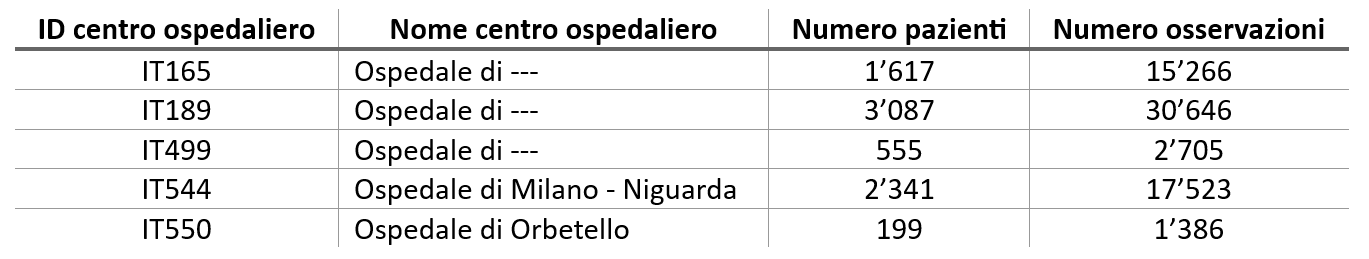 ID centro ospedaliero Nome centro ospedaliero Numero pazienti Numero osservazioni
IT165 Ospedale di --- 1’617 15’266
IT189 Ospedale di --- 3’087 30’646
IT499 Ospedale di --- 555 2’705
IT544 Ospedale di Milano - Niguarda 2’341 17’523
IT550 Ospedale di Orbetello 199 1’386